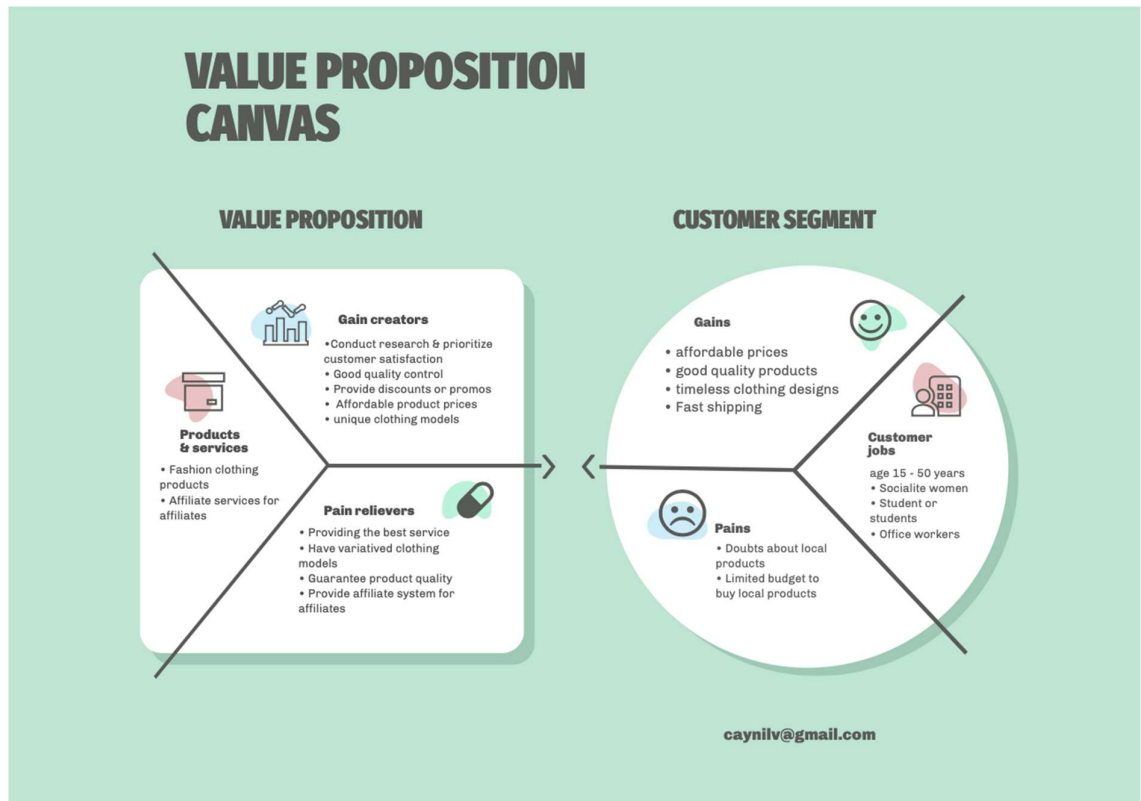 VALUE PROPOSITION
CANVAS
VALUE PROPOSITION
Gain creators
•Conduct research & prioritize
customer satisfaction
• Good quality control
• Provide discounts or promos
• Affordable product prices
• unique clothing models
Products
& services
• Fashion clothing
products
• Affiliate services for
affiliates
Pain relievers
• Providing the best service
• Have variatived clothing
models
• Guarantee product quality
• Provide affiliate system for
affiliates
CUSTOMER SEGMENT
Gains
• affordable prices
• good quality products
• timeless clothing designs
• Fast shipping
Customer
jobs
age 15 - 50 years
• Socialite women
• Student or
students
• Office workers
Pains
• Doubts about local
products
• Limited budget to
buy local products
caynilv@gmail.com